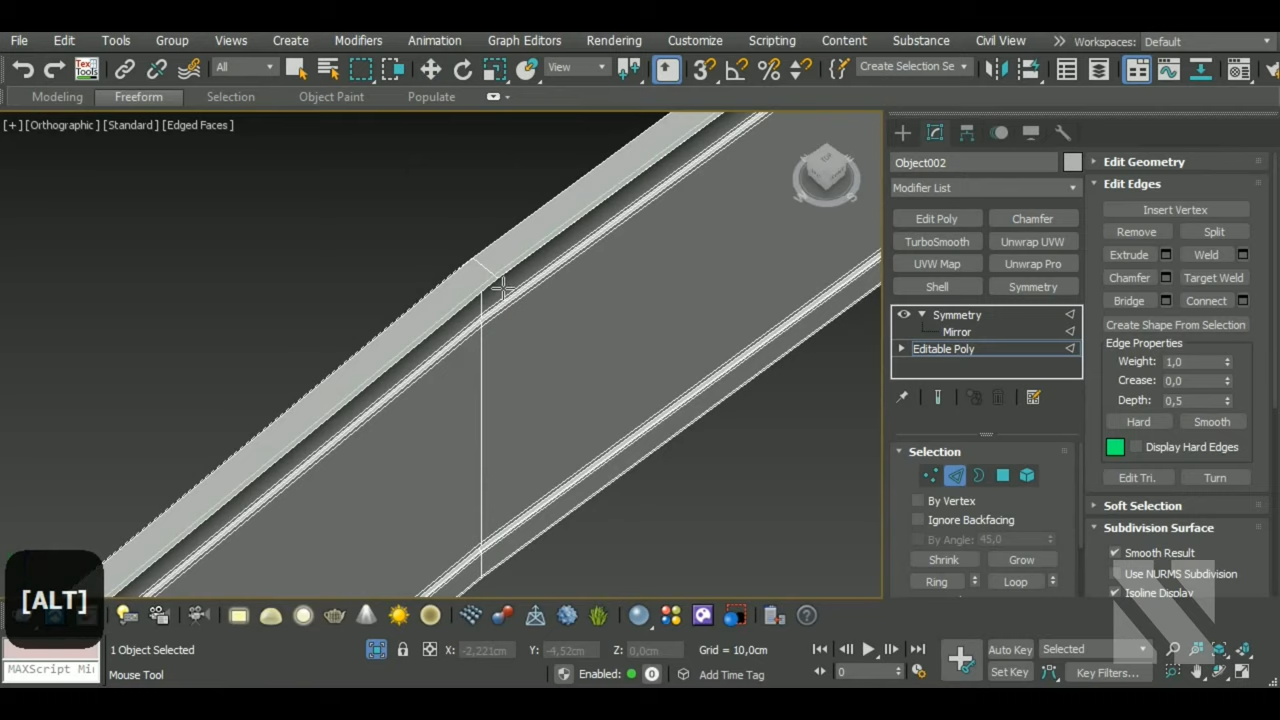 File Edit Tools Group Views Create Modifiers Animation Graph Editors Rendering Customize Scripting Content Substance Civil View Workspaces: Default
All View Create Selection Se
Modeling Freeform Selection Object Paint Populate
[+] [Orthographic] [Standard] [Edged Faces]
Object002
Modifier List
Edit Poly Chamfer
TurboSmooth Unwrap UVW
UVW Map Unwrap Pro
Shell Symmetry
Symmetry
Mirror
Editable Poly
Selection
By Vertex
Ignore Backfacing
By Angle: 45,0
Shrink Grow
Ring Loop
Edit Geometry
Edit Edges
Insert Vertex
Remove Split
Extrude Weld
Chamfer Target Weld
Bridge Connect
Create Shape From Selection
Edge Properties
Weight: 1,0
Crease: 0,0
Depth: 0,5
Hard Smooth
Display Hard Edges
Edit Tri. Turn
Soft Selection
Subdivision Surface
Smooth Result
Use NURMS Subdivision
Isoline Display
[ALT]
MAXScript Mi
1 Object Selected
Mouse Tool
X: -2,221cm Y: -4,52cm Z: 0,0cm Grid = 10,0cm
Enabled: 0 Add Time Tag
0
Auto Key Selected
Set Key Key Filters...